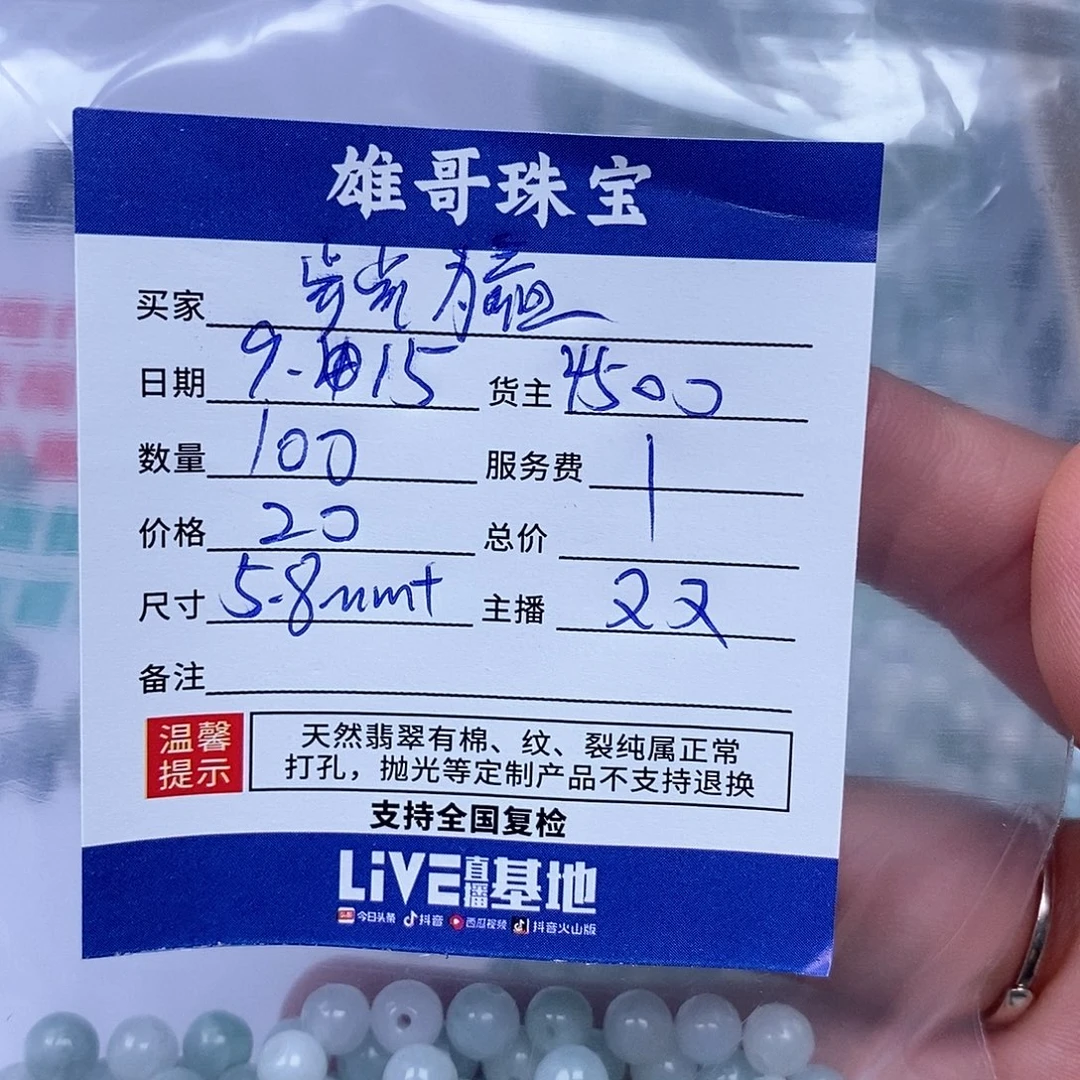 雄哥珠宝
买家
日期 9.15 货主 4500
数量 100 服务费 1
价格 20 总价
尺寸 5.8mm+ 主播 又又
备注
温馨提示
天然翡翠有棉、纹、裂纯属正常
打孔，抛光等定制产品不支持退换
支持全国复检
LiVE直播基地
今日头条 抖音 西瓜视频 抖音火山版